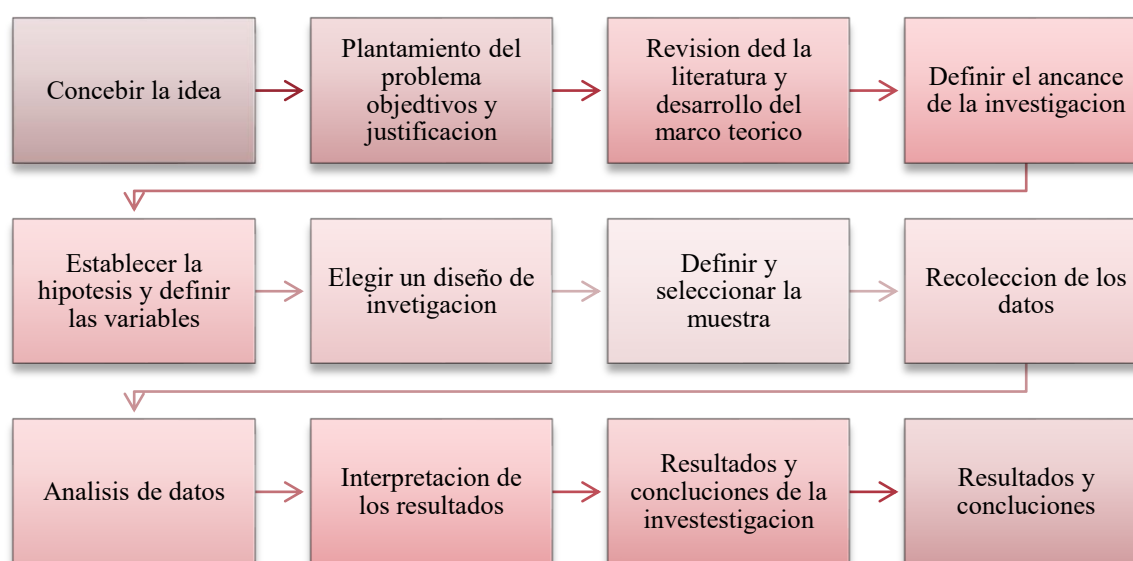 Concebir la idea
Plantamiento del
problema
objedtivos y
justificacion
Revision ded la
literatura y
desarrollo del
marco teorico
Definir el ancance
de la investigacion
Establecer la
hipotesis y definir
las variables
Elegir un diseño de
invetigacion
Definir y
seleccionar la
muestra
Recoleccion de los
datos
Analisis de datos
Interpretacion de
los resultados
Resultados y
concluciones de la
investestigacion
Resultados y
concluciones